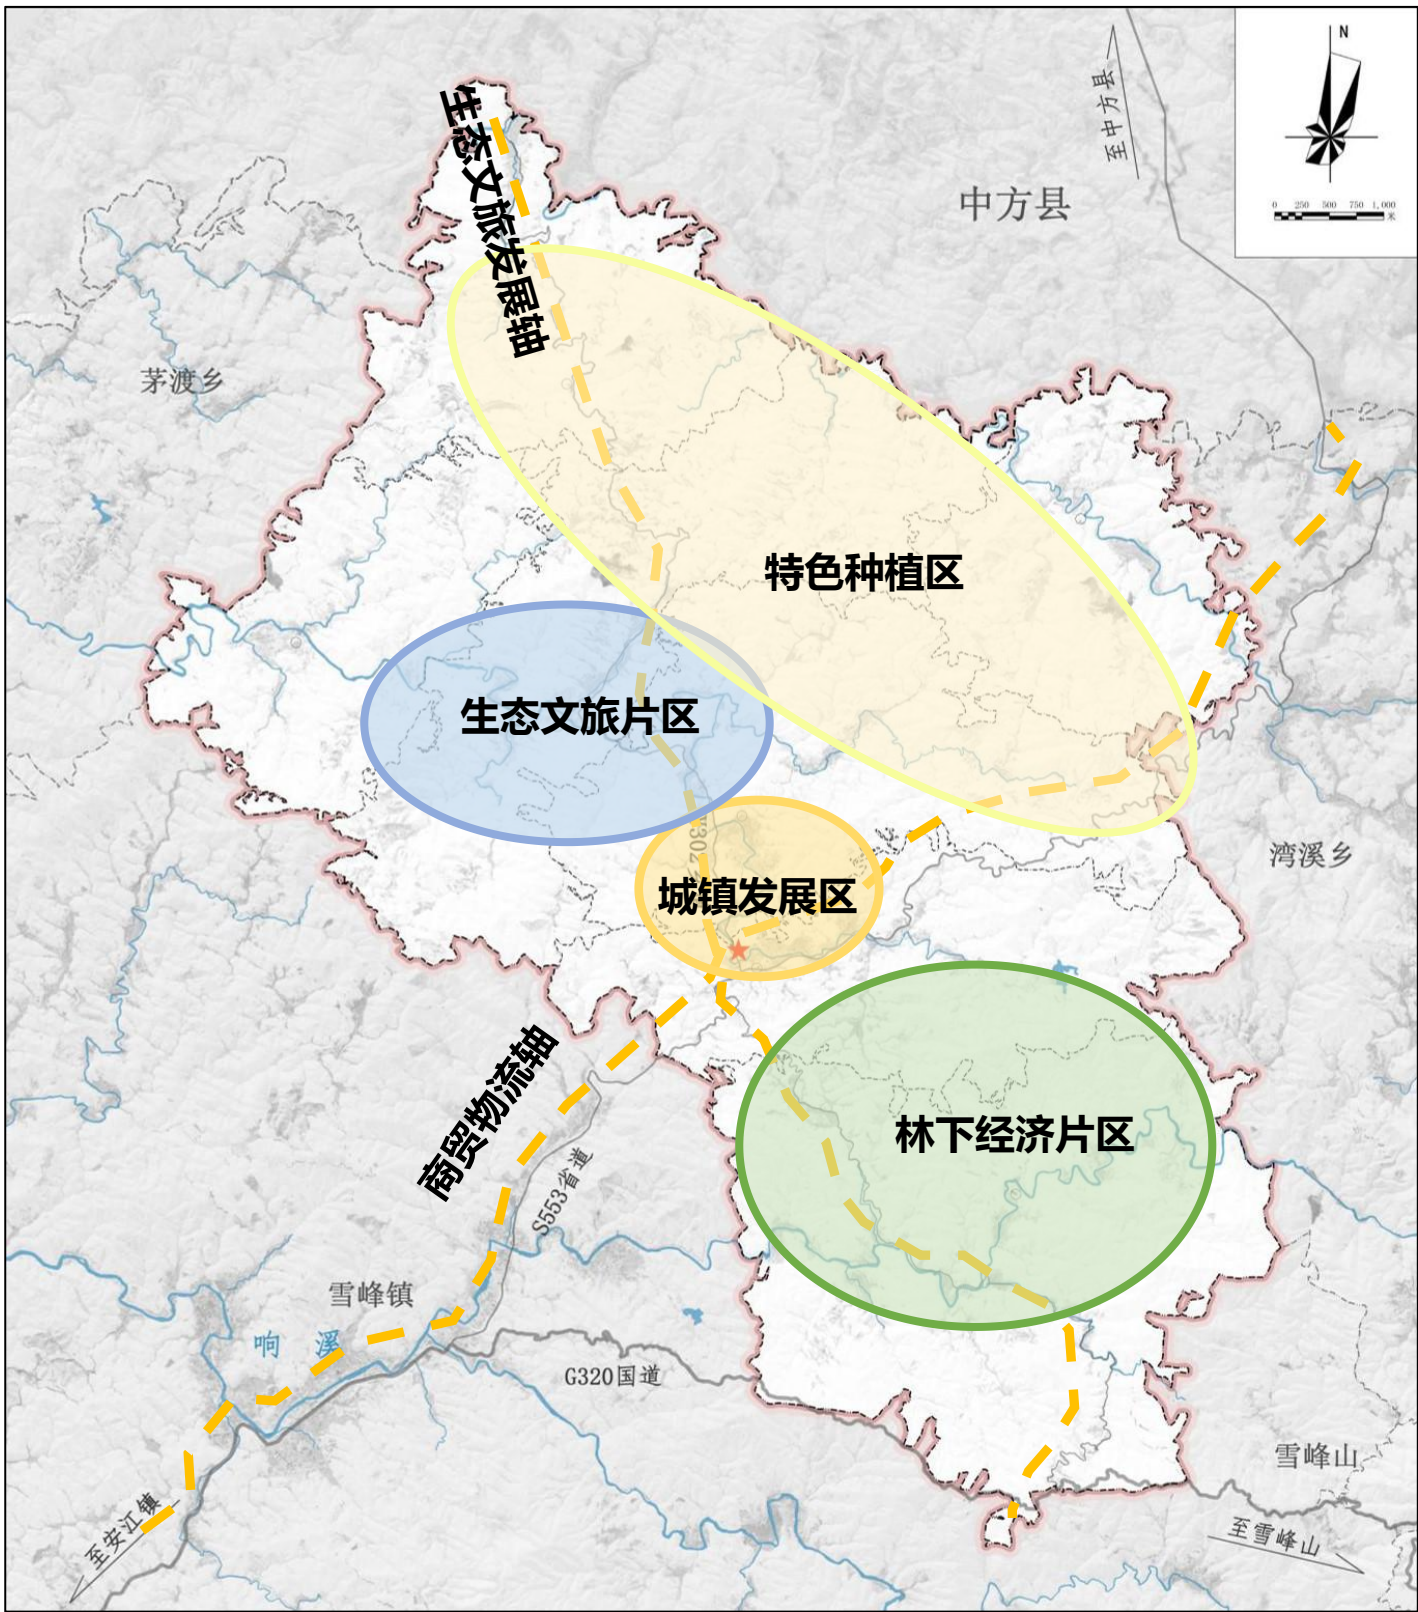 N
0 250 500 750 1,000
米
至中方县
中方县
生态文旅发展轴
茅渡乡
特色种植区
生态文旅片区
湾溪乡
城镇发展区
商贸物流轴
林下经济片区
S553省道
雪峰镇
响 溪
G320国道
雪峰山
至安江镇
至雪峰山